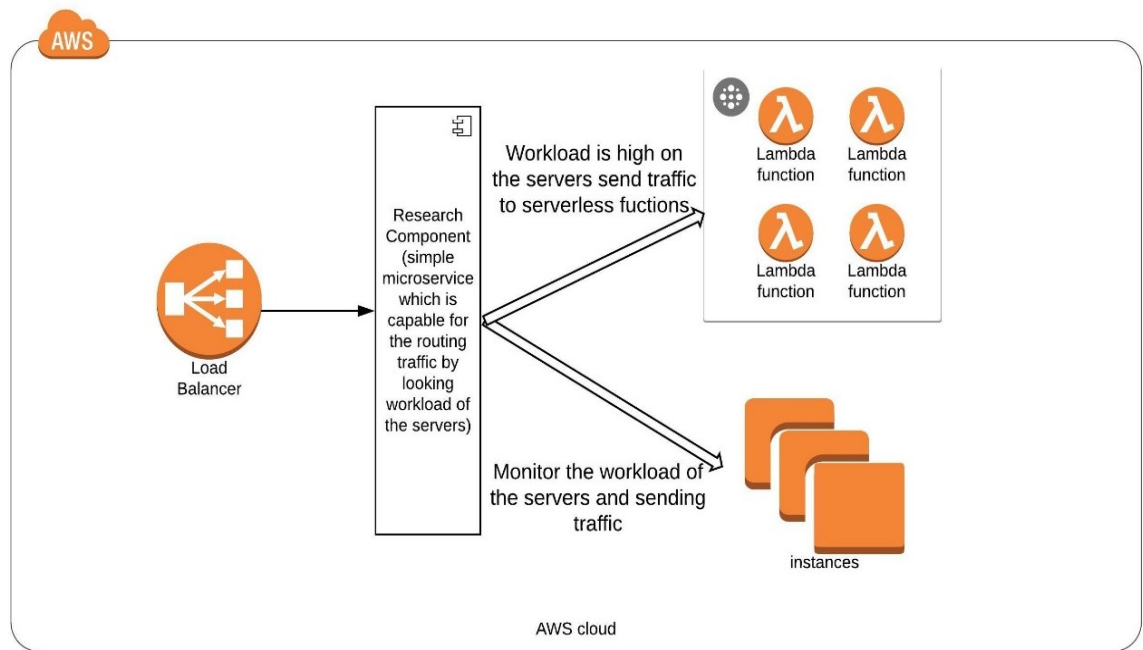 AWS
Load
Balancer
Research
Component
(simple
microservice
which is
capable for
the routing
traffic by
looking
workload of
the servers)
Workload is high on
the servers send traffic
to serverless fuctions
Lambda
function
Lambda
function
Lambda
function
Lambda
function
Monitor the workload of
the servers and sending
traffic
instances
AWS cloud